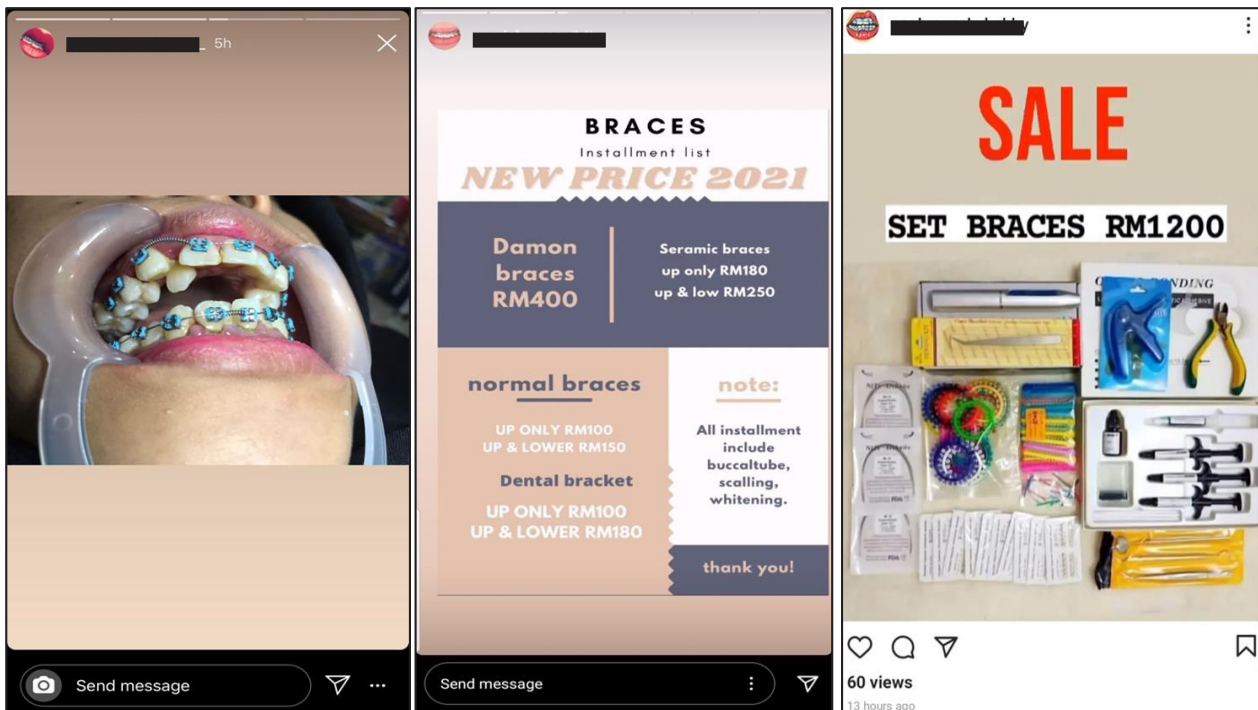 5h
Send message
BRACES
Installment list
NEW PRICE 2021
Damon
braces
RM400
Seramic braces
up only RM180
up & low RM250
normal braces
UP ONLY RM100
UP & LOWER RM150
Dental bracket
UP ONLY RM100
UP & LOWER RM180
note:
All installment
include
buccaltube,
scalling,
whitening.
thank you!
Send message
SALE
SET BRACES RM1200
NDING
60 views
13 hours ago